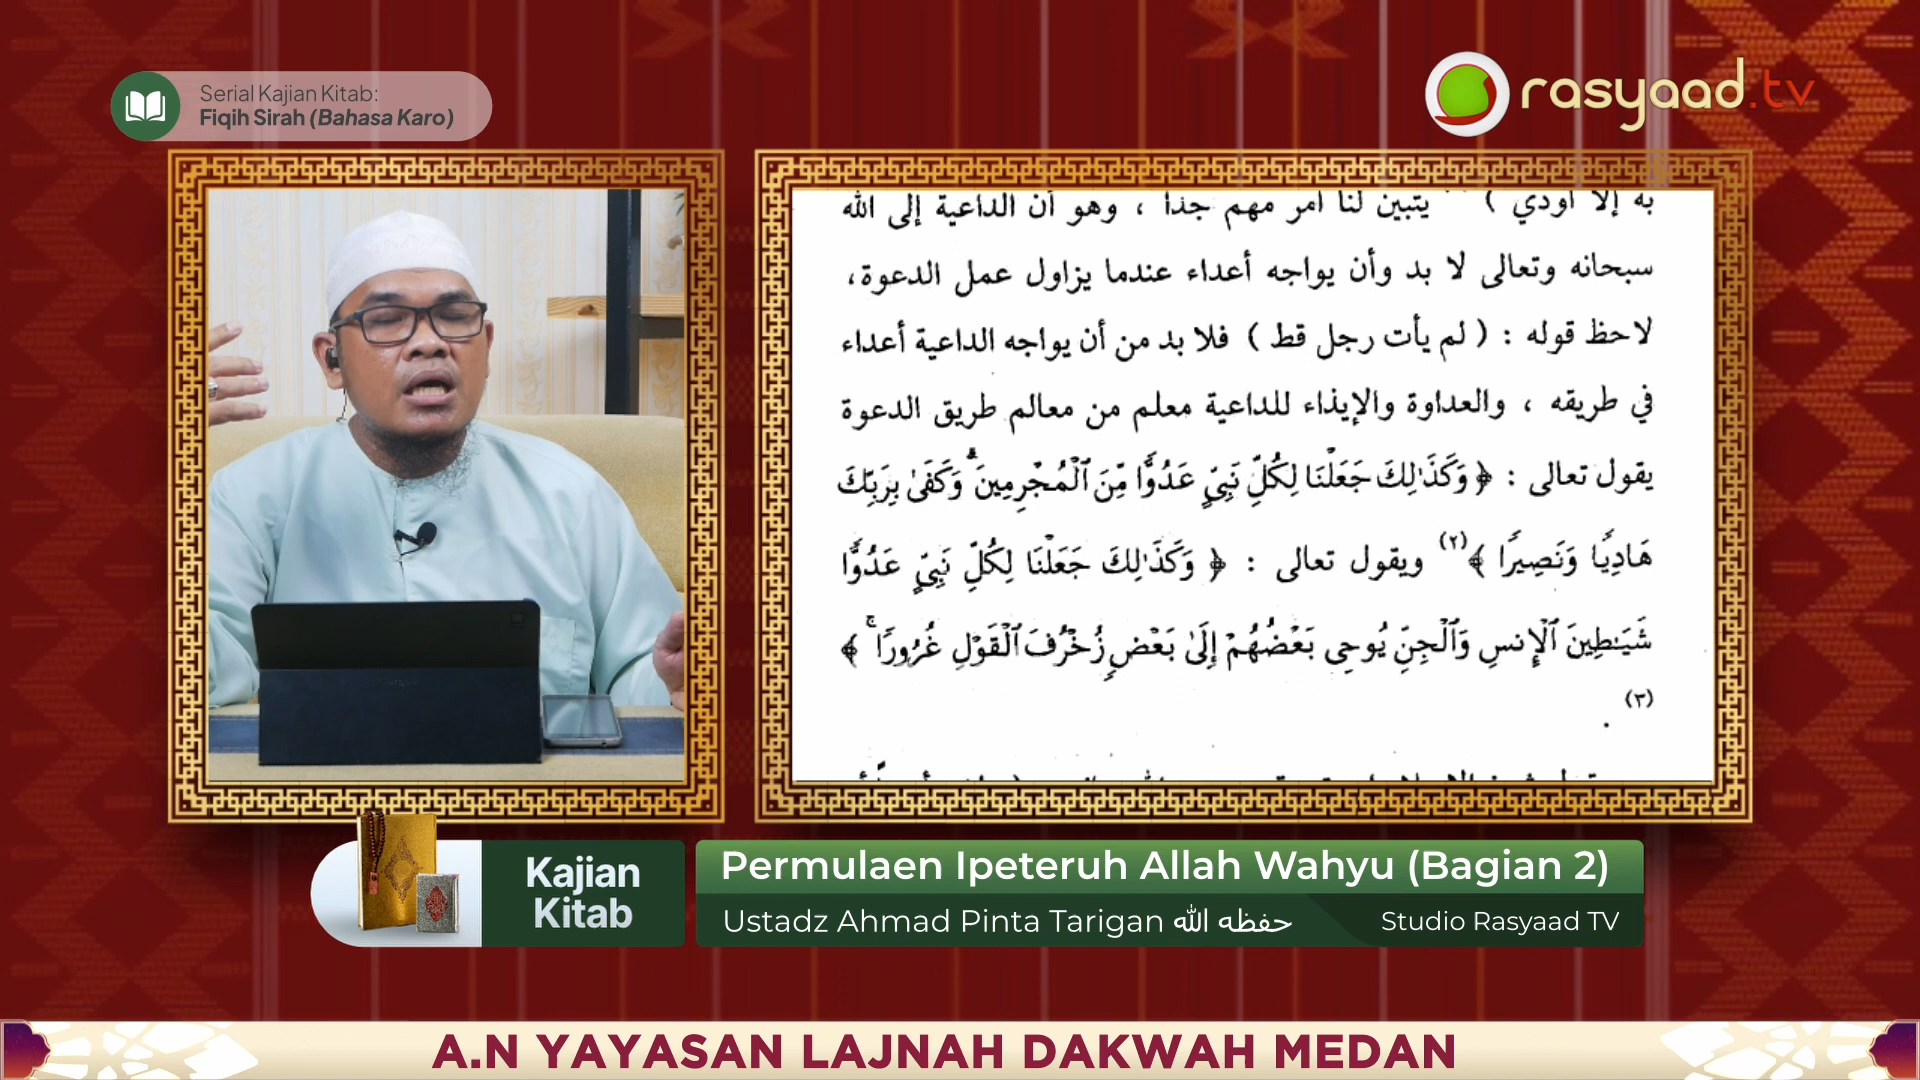 Serial Kajian Kitab:
Fiqih Sirah (Bahasa Karo)
rasyaad.tv
به إلا أوذي ) يتبين لنا أمر مهم جدا ، وهو أن الداعية إلى الله
سبحانه وتعالى لا بد وأن يواجه أعداء عندما يزاول عمل الدعوة،
لاحظ قوله : ( لم يأت رجل قط ) فلا بد من أن يواجه الداعية أعداء
في طريقه ، والعداوة والإيذاء للداعية معلم من معالم طريق الدعوة
يقول تعالى : ﴿ وَكَذَٰلِكَ جَعَلْنَا لِكُلِّ نَبِيٍّ عَدُوًّا مِّنَ ٱلْمُجْرِمِينَ ۗ وَكَفَىٰ بِرَبِّكَ
هَادِيًا وَنَصِيرًا ﴾(٢) ويقول تعالى : ﴿ وَكَذَٰلِكَ جَعَلْنَا لِكُلِّ نَبِيٍّ عَدُوًّا
شَيَـٰطِينَ ٱلْإِنسِ وَٱلْجِنِّ يُوحِى بَعْضُهُمْ إِلَىٰ بَعْضٍ زُخْرُفَ ٱلْقَوْلِ غُرُورًا ۚ ﴾
(٣) .
Kajian
Kitab
Permulaen Ipeteruh Allah Wahyu (Bagian 2)
Ustadz Ahmad Pinta Tarigan حفظه الله
Studio Rasyaad TV
A.N YAYASAN LAJNAH DAKWAH MEDAN